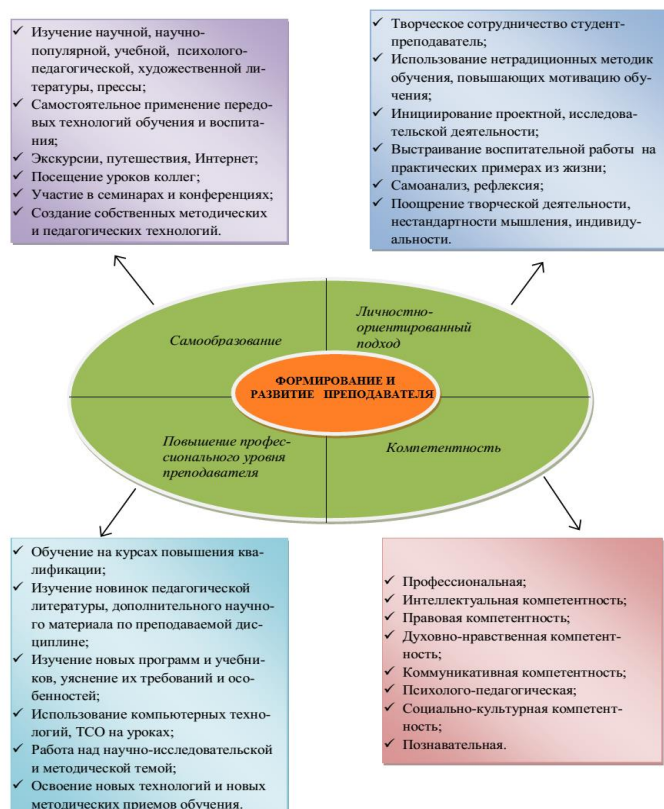 ✓ Изучение научной, научно-
популярной, учебной, психолого-
педагогической, художественной ли-
тературы, прессы;
✓ Самостоятельное применение передо-
вых технологий обучения и воспита-
ния;
✓ Экскурсии, путешествия, Интернет;
✓ Посещение уроков коллег;
✓ Участие в семинарах и конференциях;
✓ Создание собственных методических
и педагогических технологий.
✓ Творческое сотрудничество студент-
преподаватель;
✓ Использование нетрадиционных методик
обучения, повышающих мотивацию обу-
чения;
✓ Инициирование проектной, исследова-
тельской деятельности;
✓ Выстраивание воспитательной работы на
практических примерах из жизни;
✓ Самоанализ, рефлексия;
✓ Поощрение творческой деятельности,
нестандартности мышления, индивиду-
альности.
Самообразование
Личностно-
ориентированный
подход
ФОРМИРОВАНИЕ И
РАЗВИТИЕ ПРЕПОДАВАТЕЛЯ
Повышение профес-
сионального уровня
преподавателя
Компетентность
✓ Обучение на курсах повышения ква-
лификации;
✓ Изучение новинок педагогической
литературы, дополнительного научно-
го материала по преподаваемой дис-
циплине;
✓ Изучение новых программ и учебни-
ков, уяснение их требований и осо-
бенностей;
✓ Использование компьютерных техно-
логий, ТСО на уроках;
✓ Работа над научно-исследовательской
и методической темой;
✓ Освоение новых технологий и новых
методических приемов обучения.
✓ Профессиональная;
✓ Интеллектуальная компетентность;
✓ Правовая компетентность;
✓ Духовно-нравственная компетент-
ность;
✓ Коммуникативная компетентность;
✓ Психолого-педагогическая;
✓ Социально-культурная компетент-
ность;
✓ Познавательная.